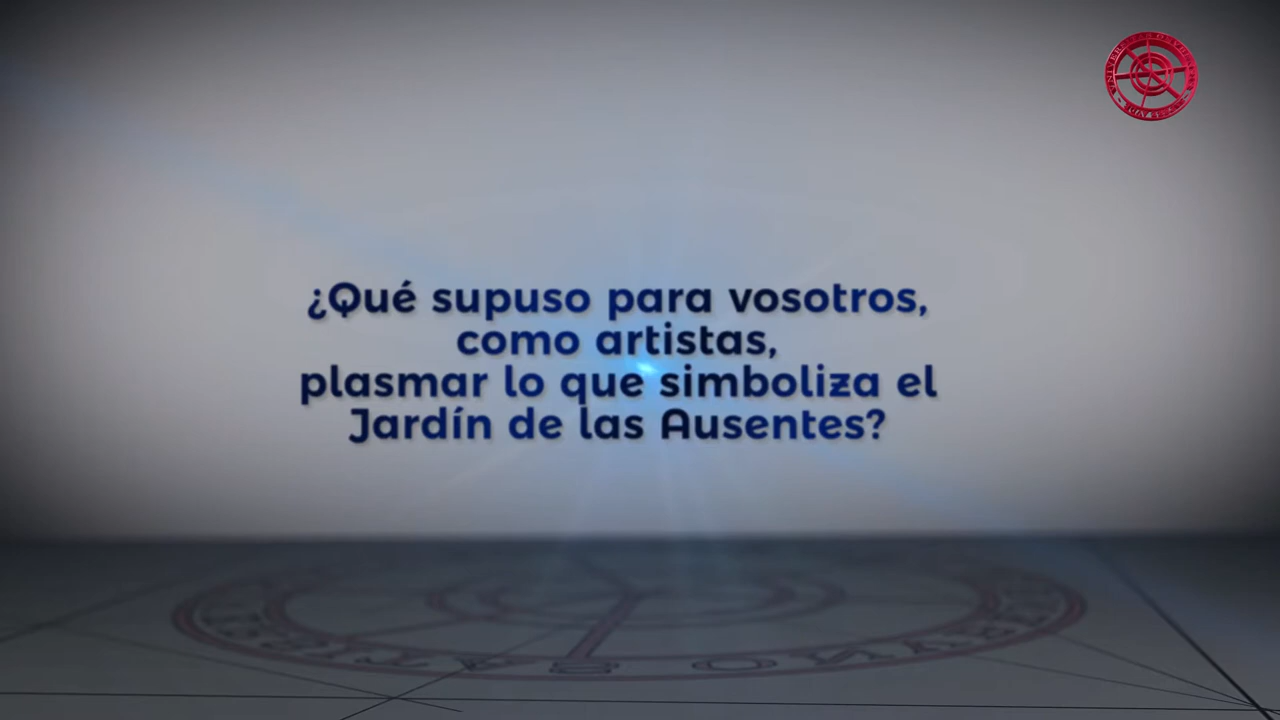 ¿Qué supuso para vosotros,
como artistas,
plasmar lo que simboliza el
Jardín de las Ausentes?